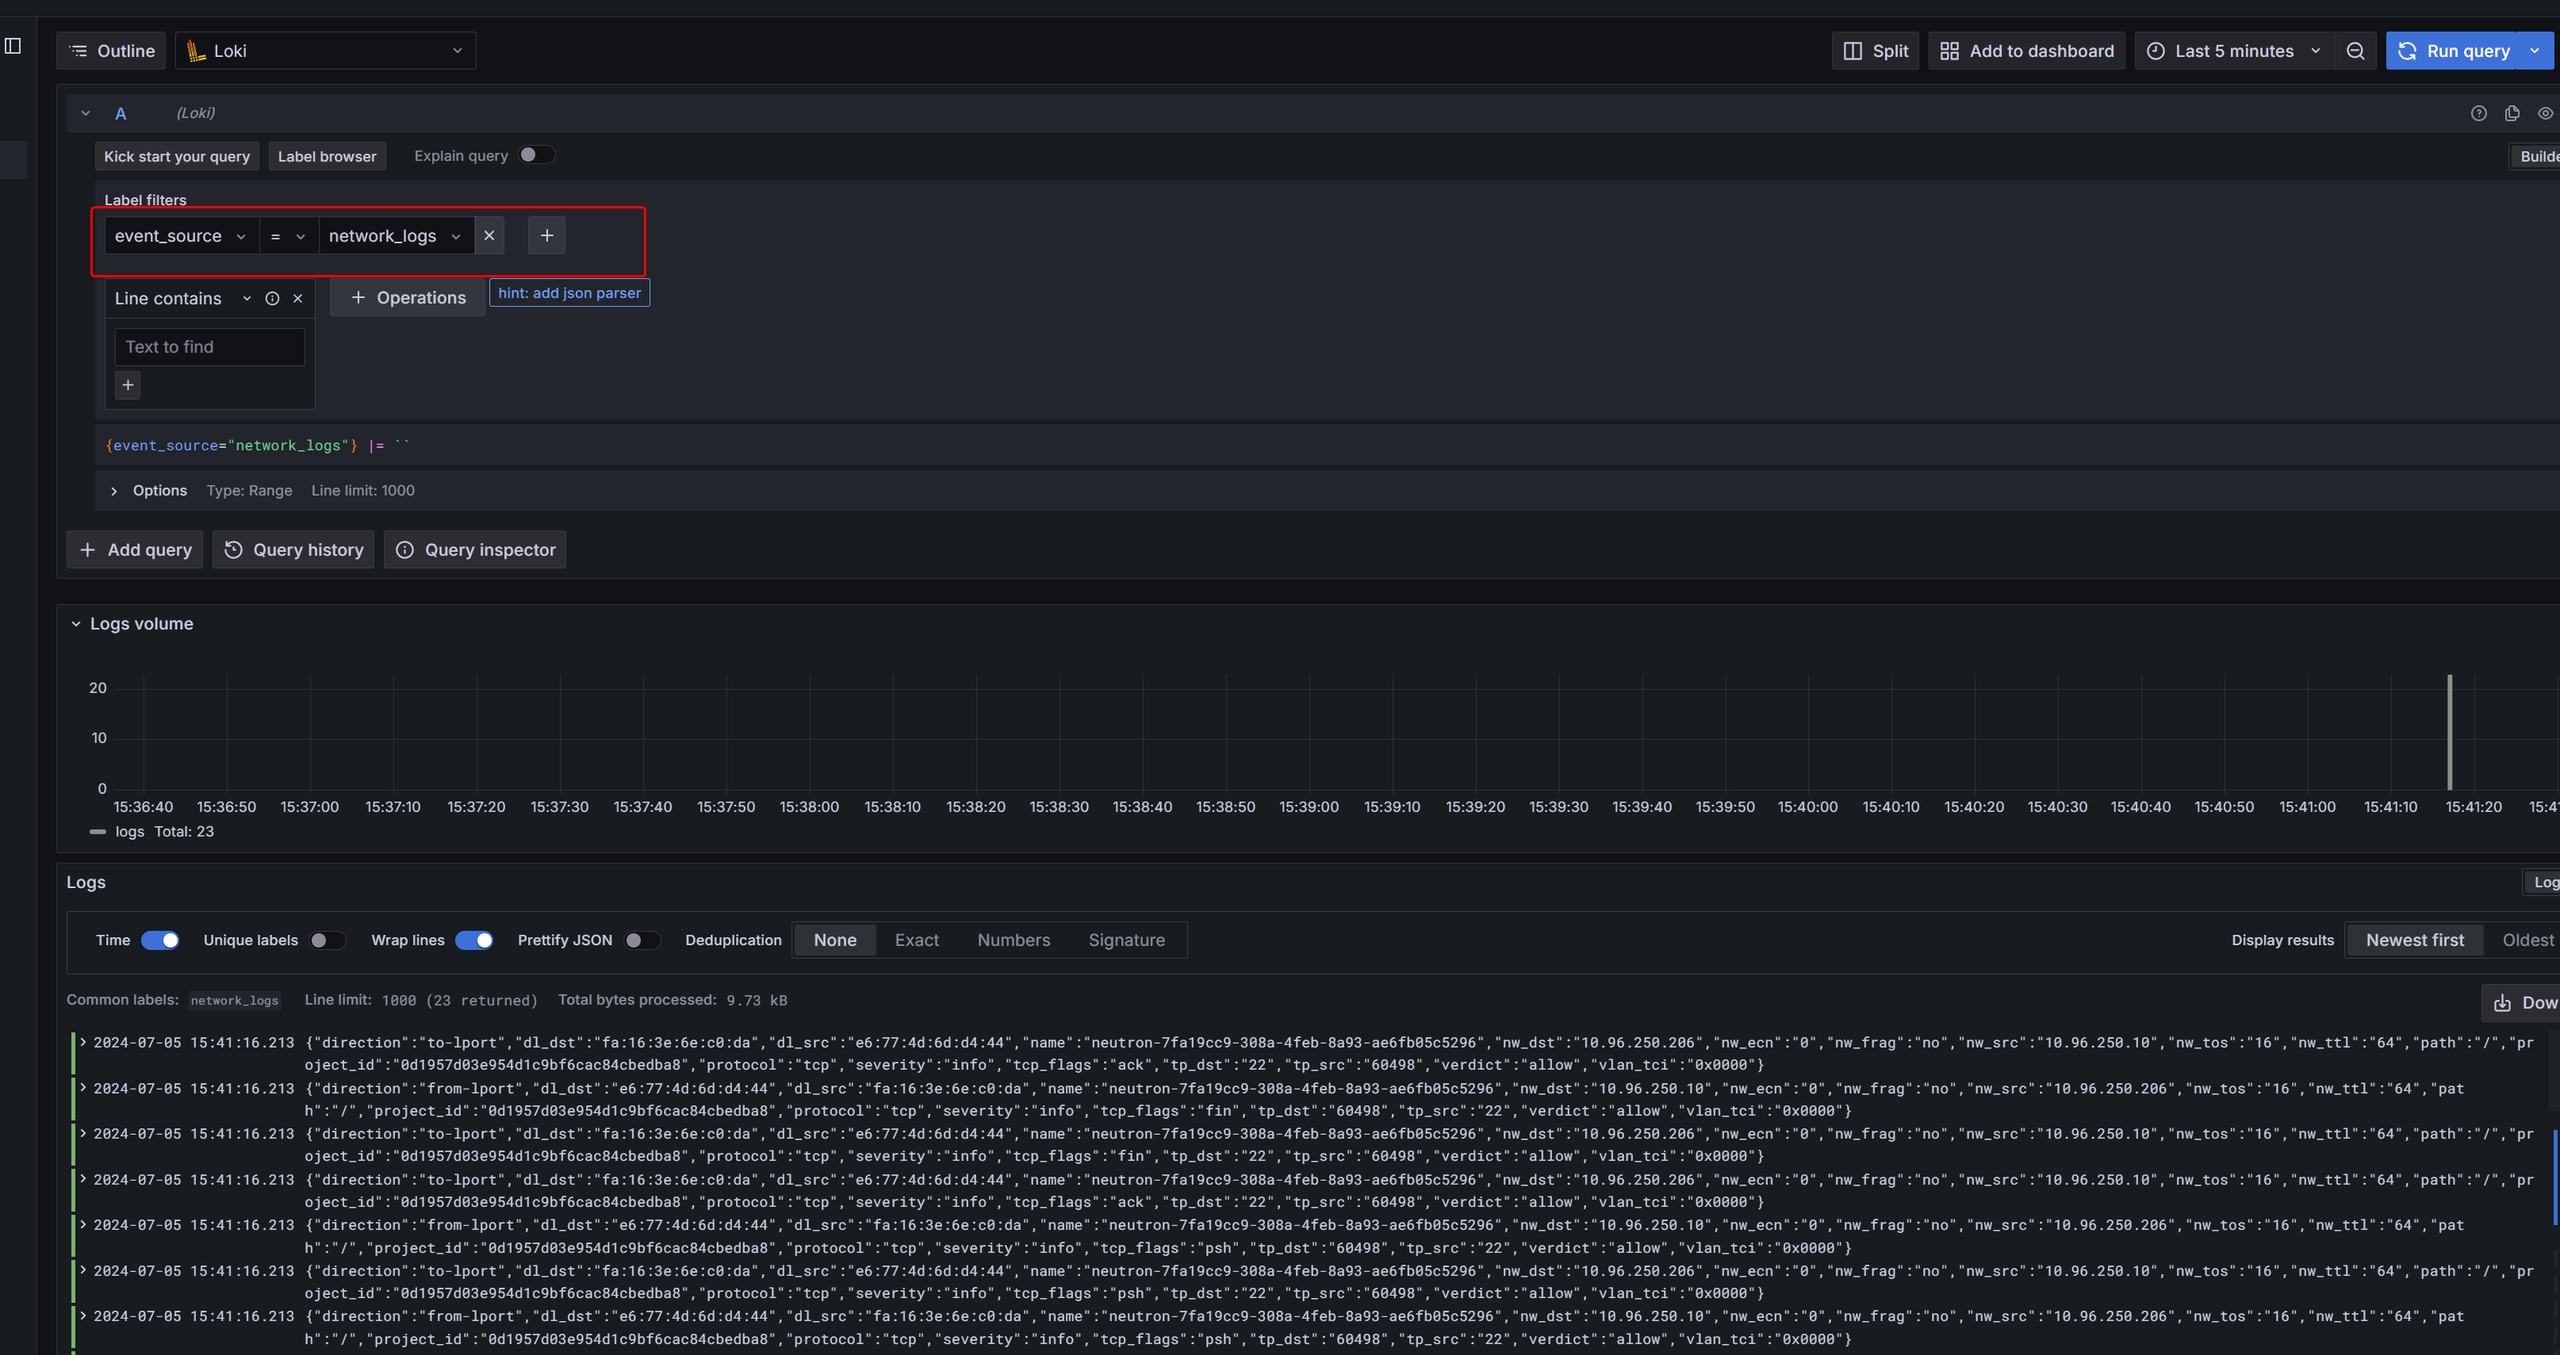 Outline
Loki
Split
Add to dashboard
Last 5 minutes
Run query
A (Loki)
Kick start your query
Label browser
Explain query
Builde
Label filters
event_source = network_logs
Line contains
Operations
hint: add json parser
Text to find
{event_source="network_logs"} |= ``
Options Type: Range Line limit: 1000
Add query
Query history
Query inspector
Logs volume
20
10
0
15:36:40 15:36:50 15:37:00 15:37:10 15:37:20 15:37:30 15:37:40 15:37:50 15:38:00 15:38:10 15:38:20 15:38:30 15:38:40 15:38:50 15:39:00 15:39:10 15:39:20 15:39:30 15:39:40 15:39:50 15:40:00 15:40:10 15:40:20 15:40:30 15:40:40 15:40:50 15:41:00 15:41:10 15:41:20 15:41
logs Total: 23
Logs
Log
Time Unique labels Wrap lines Prettify JSON Deduplication None Exact Numbers Signature Display results Newest first Oldest
Common labels: network_logs Line limit: 1000 (23 returned) Total bytes processed: 9.73 kB
Dow
2024-07-05 15:41:16.213 {"direction":"to-lport","dl_dst":"fa:16:3e:6e:c0:da","dl_src":"e6:77:4d:6d:d4:44","name":"neutron-7fa19cc9-308a-4feb-8a93-ae6fb05c5296","nw_dst":"10.96.250.206","nw_ecn":"0","nw_frag":"no","nw_src":"10.96.250.10","nw_tos":"16","nw_ttl":"64","path":"/","pr
oject_id":"0d1957d03e954d1c9bf6cac84cbedba8","protocol":"tcp","severity":"info","tcp_flags":"ack","tp_dst":"22","tp_src":"60498","verdict":"allow","vlan_tci":"0x0000"}
2024-07-05 15:41:16.213 {"direction":"from-lport","dl_dst":"e6:77:4d:6d:d4:44","dl_src":"fa:16:3e:6e:c0:da","name":"neutron-7fa19cc9-308a-4feb-8a93-ae6fb05c5296","nw_dst":"10.96.250.10","nw_ecn":"0","nw_frag":"no","nw_src":"10.96.250.206","nw_tos":"16","nw_ttl":"64","pat
h":"/","project_id":"0d1957d03e954d1c9bf6cac84cbedba8","protocol":"tcp","severity":"info","tcp_flags":"fin","tp_dst":"60498","tp_src":"22","verdict":"allow","vlan_tci":"0x0000"}
2024-07-05 15:41:16.213 {"direction":"to-lport","dl_dst":"fa:16:3e:6e:c0:da","dl_src":"e6:77:4d:6d:d4:44","name":"neutron-7fa19cc9-308a-4feb-8a93-ae6fb05c5296","nw_dst":"10.96.250.206","nw_ecn":"0","nw_frag":"no","nw_src":"10.96.250.10","nw_tos":"16","nw_ttl":"64","path":"/","pr
oject_id":"0d1957d03e954d1c9bf6cac84cbedba8","protocol":"tcp","severity":"info","tcp_flags":"fin","tp_dst":"22","tp_src":"60498","verdict":"allow","vlan_tci":"0x0000"}
2024-07-05 15:41:16.213 {"direction":"to-lport","dl_dst":"fa:16:3e:6e:c0:da","dl_src":"e6:77:4d:6d:d4:44","name":"neutron-7fa19cc9-308a-4feb-8a93-ae6fb05c5296","nw_dst":"10.96.250.206","nw_ecn":"0","nw_frag":"no","nw_src":"10.96.250.10","nw_tos":"16","nw_ttl":"64","path":"/","pr
oject_id":"0d1957d03e954d1c9bf6cac84cbedba8","protocol":"tcp","severity":"info","tcp_flags":"ack","tp_dst":"22","tp_src":"60498","verdict":"allow","vlan_tci":"0x0000"}
2024-07-05 15:41:16.213 {"direction":"from-lport","dl_dst":"e6:77:4d:6d:d4:44","dl_src":"fa:16:3e:6e:c0:da","name":"neutron-7fa19cc9-308a-4feb-8a93-ae6fb05c5296","nw_dst":"10.96.250.10","nw_ecn":"0","nw_frag":"no","nw_src":"10.96.250.206","nw_tos":"16","nw_ttl":"64","pat
h":"/","project_id":"0d1957d03e954d1c9bf6cac84cbedba8","protocol":"tcp","severity":"info","tcp_flags":"psh","tp_dst":"60498","tp_src":"22","verdict":"allow","vlan_tci":"0x0000"}
2024-07-05 15:41:16.213 {"direction":"to-lport","dl_dst":"fa:16:3e:6e:c0:da","dl_src":"e6:77:4d:6d:d4:44","name":"neutron-7fa19cc9-308a-4feb-8a93-ae6fb05c5296","nw_dst":"10.96.250.206","nw_ecn":"0","nw_frag":"no","nw_src":"10.96.250.10","nw_tos":"16","nw_ttl":"64","path":"/","pr
oject_id":"0d1957d03e954d1c9bf6cac84cbedba8","protocol":"tcp","severity":"info","tcp_flags":"psh","tp_dst":"22","tp_src":"60498","verdict":"allow","vlan_tci":"0x0000"}
2024-07-05 15:41:16.213 {"direction":"from-lport","dl_dst":"e6:77:4d:6d:d4:44","dl_src":"fa:16:3e:6e:c0:da","name":"neutron-7fa19cc9-308a-4feb-8a93-ae6fb05c5296","nw_dst":"10.96.250.10","nw_ecn":"0","nw_frag":"no","nw_src":"10.96.250.206","nw_tos":"16","nw_ttl":"64","pat
h":"/","project_id":"0d1957d03e954d1c9bf6cac84cbedba8","protocol":"tcp","severity":"info","tcp_flags":"psh","tp_dst":"60498","tp_src":"22","verdict":"allow","vlan_tci":"0x0000"}